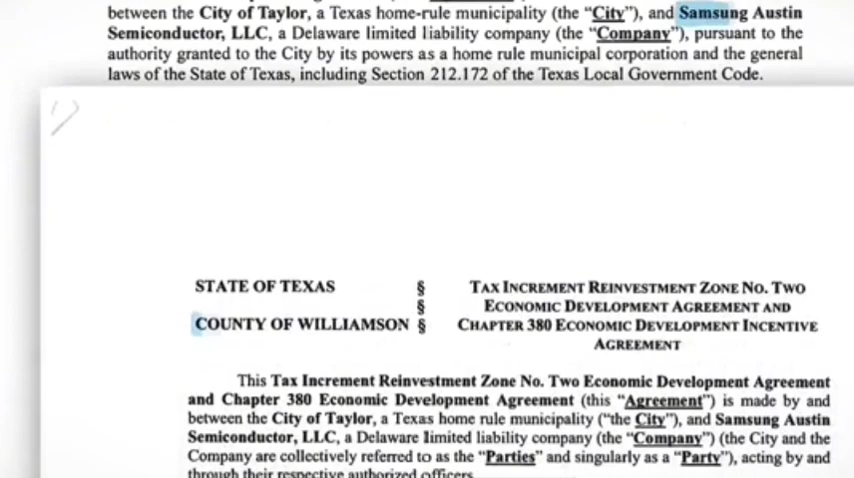 between the City of Taylor, a Texas home-rule municipality (the “City”), and Samsung Austin
Semiconductor, LLC, a Delaware limited liability company (the “Company”), pursuant to the
authority granted to the City by its powers as a home rule municipal corporation and the general
laws of the State of Texas, including Section 212.172 of the Texas Local Government Code.
STATE OF TEXAS § TAX INCREMENT REINVESTMENT ZONE NO. TWO
§ ECONOMIC DEVELOPMENT AGREEMENT AND
COUNTY OF WILLIAMSON § CHAPTER 380 ECONOMIC DEVELOPMENT INCENTIVE
AGREEMENT
This Tax Increment Reinvestment Zone No. Two Economic Development Agreement
and Chapter 380 Economic Development Agreement (this “Agreement”) is made by and
between the City of Taylor, a Texas home rule municipality (“the City”), and Samsung Austin
Semiconductor, LLC, a Delaware limited liability company (the “Company”) (the City and the
Company are collectively referred to as the “Parties” and singularly as a “Party”), acting by and
through their respective authorized officers.